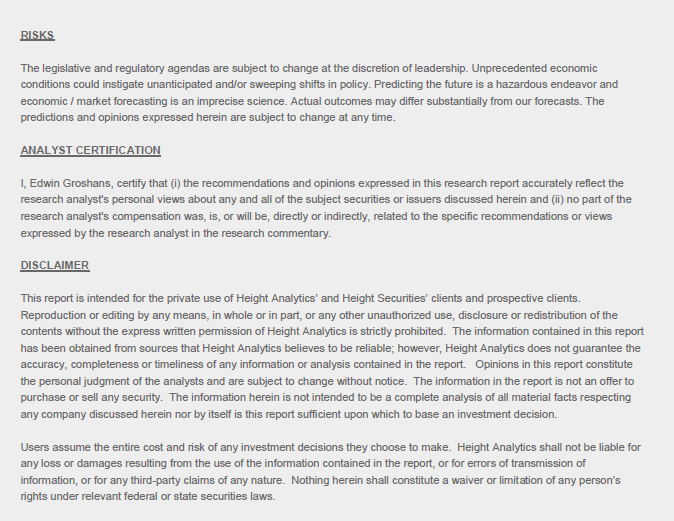 RISKS
The legislative and regulatory agendas are subject to change at the discretion of leadership. Unprecedented economic
conditions could instigate unanticipated and/or sweeping shifts in policy. Predicting the future is a hazardous endeavor and
economic / market forecasting is an imprecise science. Actual outcomes may differ substantially from our forecasts. The
predictions and opinions expressed herein are subject to change at any time.
ANALYST CERTIFICATION
I, Edwin Groshans, certify that (i) the recommendations and opinions expressed in this research report accurately reflect the
research analyst's personal views about any and all of the subject securities or issuers discussed herein and (ii) no part of the
research analyst's compensation was, is, or will be, directly or indirectly, related to the specific recommendations or views
expressed by the research analyst in the research commentary.
DISCLAIMER
This report is intended for the private use of Height Analytics' and Height Securities' clients and prospective clients.
Reproduction or editing by any means, in whole or in part, or any other unauthorized use, disclosure or redistribution of the
contents without the express written permission of Height Analytics is strictly prohibited.  The information contained in this report
has been obtained from sources that Height Analytics believes to be reliable; however, Height Analytics does not guarantee the
accuracy, completeness or timeliness of any information or analysis contained in the report.   Opinions in this report constitute
the personal judgment of the analysts and are subject to change without notice.  The information in the report is not an offer to
purchase or sell any security.  The information herein is not intended to be a complete analysis of all material facts respecting
any company discussed herein nor by itself is this report sufficient upon which to base an investment decision.
Users assume the entire cost and risk of any investment decisions they choose to make.  Height Analytics shall not be liable for
any loss or damages resulting from the use of the information contained in the report, or for errors of transmission of
information, or for any third-party claims of any nature.  Nothing herein shall constitute a waiver or limitation of any person's
rights under relevant federal or state securities laws.